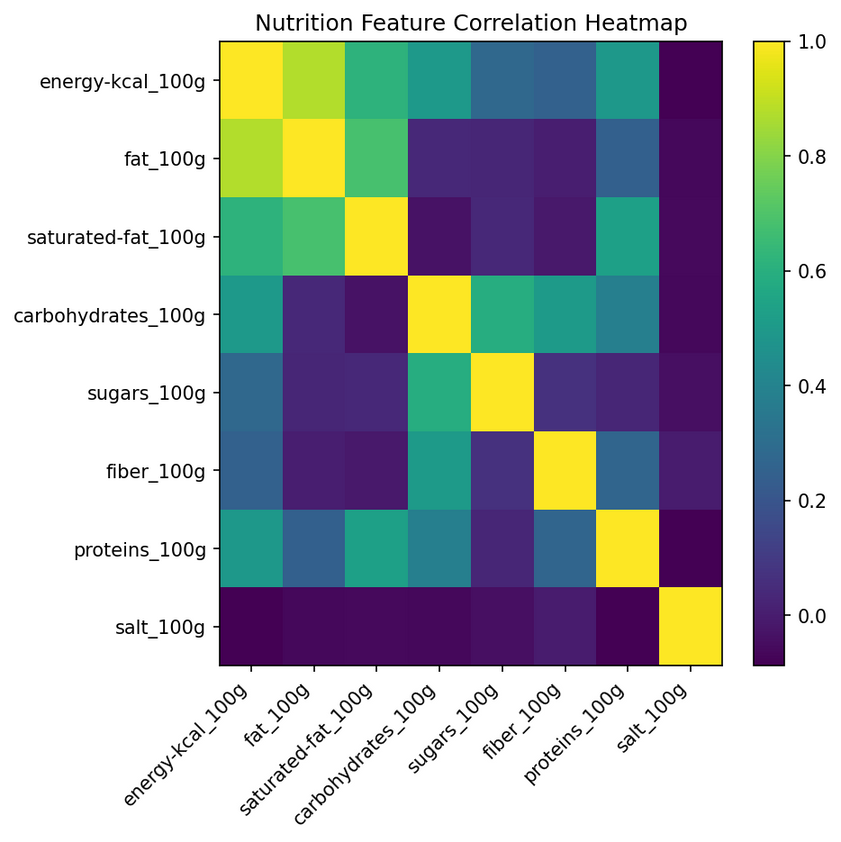 Nutrition Feature Correlation Heatmap
energy-kcal_100g
fat_100g
saturated-fat_100g
carbohydrates_100g
sugars_100g
fiber_100g
proteins_100g
salt_100g
energy-kcal_100g
fat_100g
saturated-fat_100g
carbohydrates_100g
sugars_100g
fiber_100g
proteins_100g
salt_100g
1.0
0.8
0.6
0.4
0.2
0.0